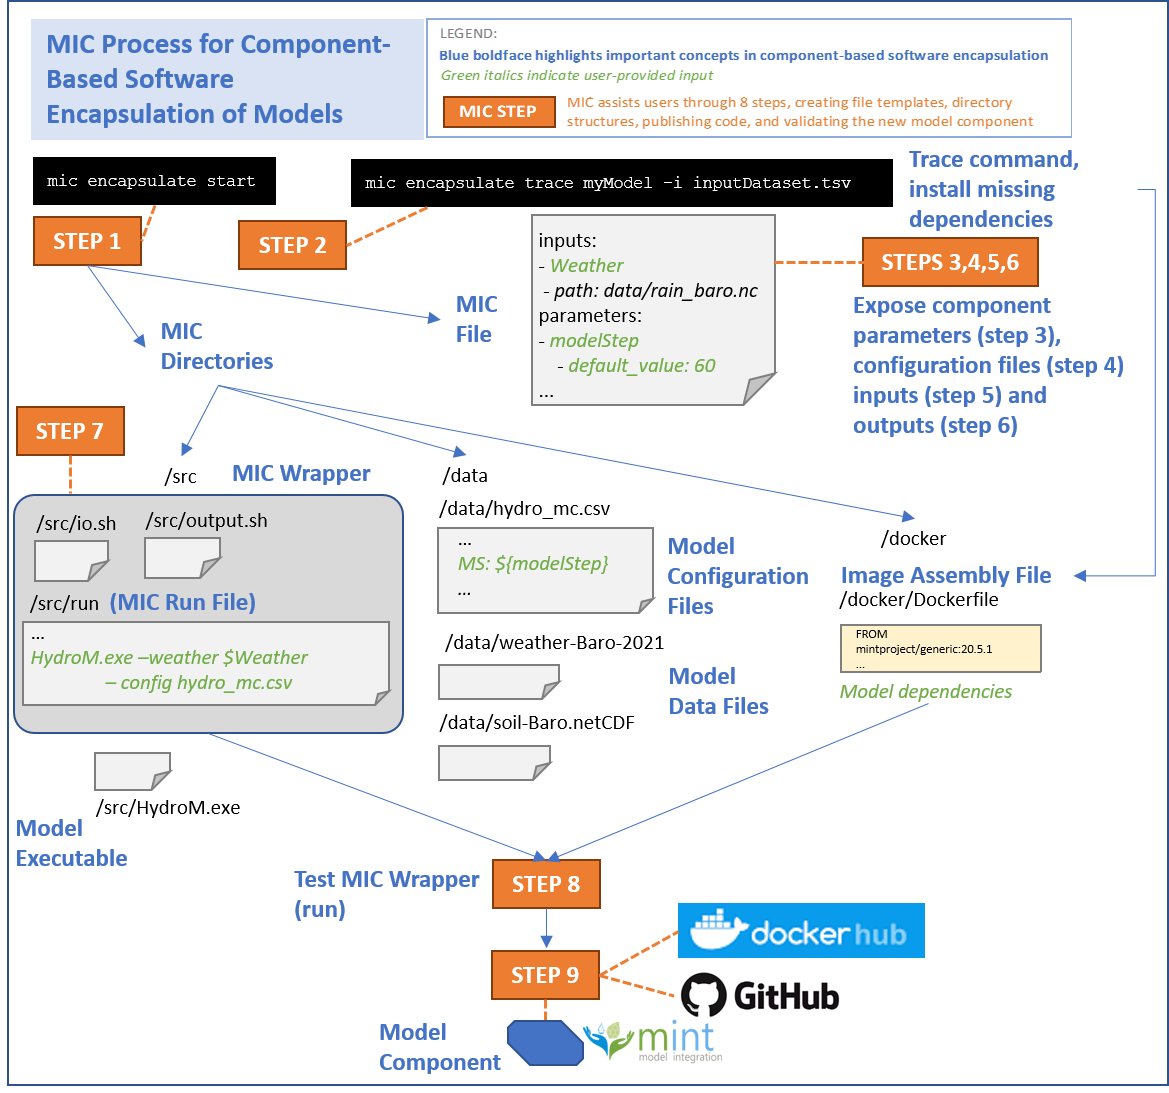 MIC Process for Component-
Based Software
Encapsulation of Models
LEGEND:
Blue boldface highlights important concepts in component-based software encapsulation
Green italics indicate user-provided input
MIC STEP
MIC assists users through 8 steps, creating file templates, directory
structures, publishing code, and validating the new model component
mic encapsulate start
mic encapsulate trace myModel –i inputDataset.tsv
Trace command,
install missing
dependencies
STEP 1
STEP 2
inputs:
- Weather
- path: data/rain_baro.nc
parameters:
- modelStep
- default_value: 60
...
STEPS 3,4,5,6
Expose component
parameters (step 3),
configuration files (step 4)
inputs (step 5) and
outputs (step 6)
MIC
File
MIC
Directories
STEP 7
/src
MIC Wrapper
/src/io.sh
/src/output.sh
/src/run (MIC Run File)
...
HydroM.exe –weather $Weather
– config hydro_mc.csv
/src/HydroM.exe
Model
Executable
/data
/data/hydro_mc.csv
...
MS: ${modelStep}
...
Model
Configuration
Files
/data/weather-Baro-2021
Model
Data Files
/data/soil-Baro.netCDF
/docker
Image Assembly File
/docker/Dockerfile
FROM
mintproject/generic:20.5.1
...
Model dependencies
Test MIC Wrapper
(run)
STEP 8
STEP 9
docker hub
GitHub
Model
Component
mint
model integration